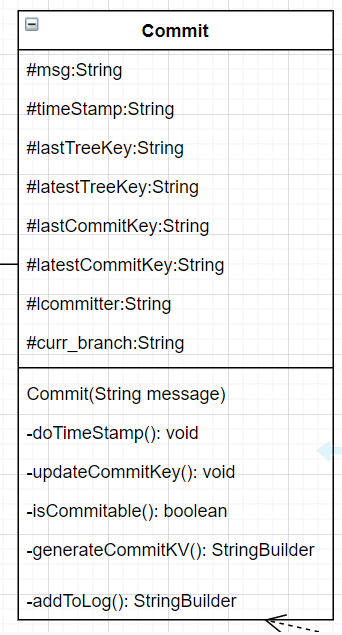 Commit
#msg:String
#timeStamp:String
#lastTreeKey:String
#latestTreeKey:String
#lastCommitKey:String
#latestCommitKey:String
#lcommitter:String
#curr_branch:String
Commit(String message)
-doTimeStamp(): void
-updateCommitKey(): void
-isCommitable(): boolean
-generateCommitKV(): StringBuilder
-addToLog(): StringBuilder